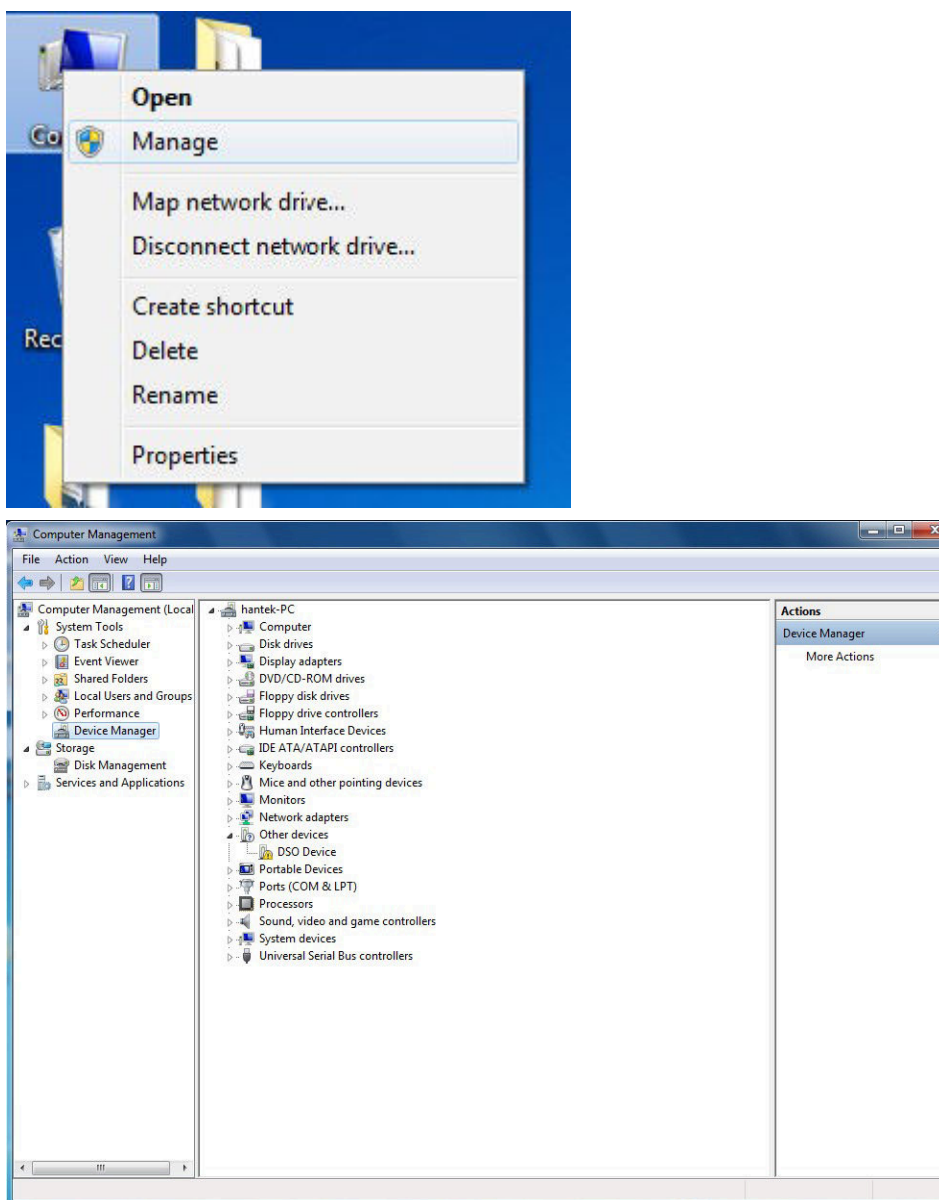 Open
Manage
Map network drive...
Disconnect network drive...
Create shortcut
Delete
Rename
Properties
Computer Management
File Action View Help
Computer Management (Local
System Tools
Task Scheduler
Event Viewer
Shared Folders
Local Users and Groups
Performance
Device Manager
Storage
Disk Management
Services and Applications
hantek-PC
Computer
Disk drives
Display adapters
DVD/CD-ROM drives
Floppy disk drives
Floppy drive controllers
Human Interface Devices
IDE ATA/ATAPI controllers
Keyboards
Mice and other pointing devices
Monitors
Network adapters
Other devices
DSO Device
Portable Devices
Ports (COM & LPT)
Processors
Sound, video and game controllers
System devices
Universal Serial Bus controllers
Actions
Device Manager
More Actions